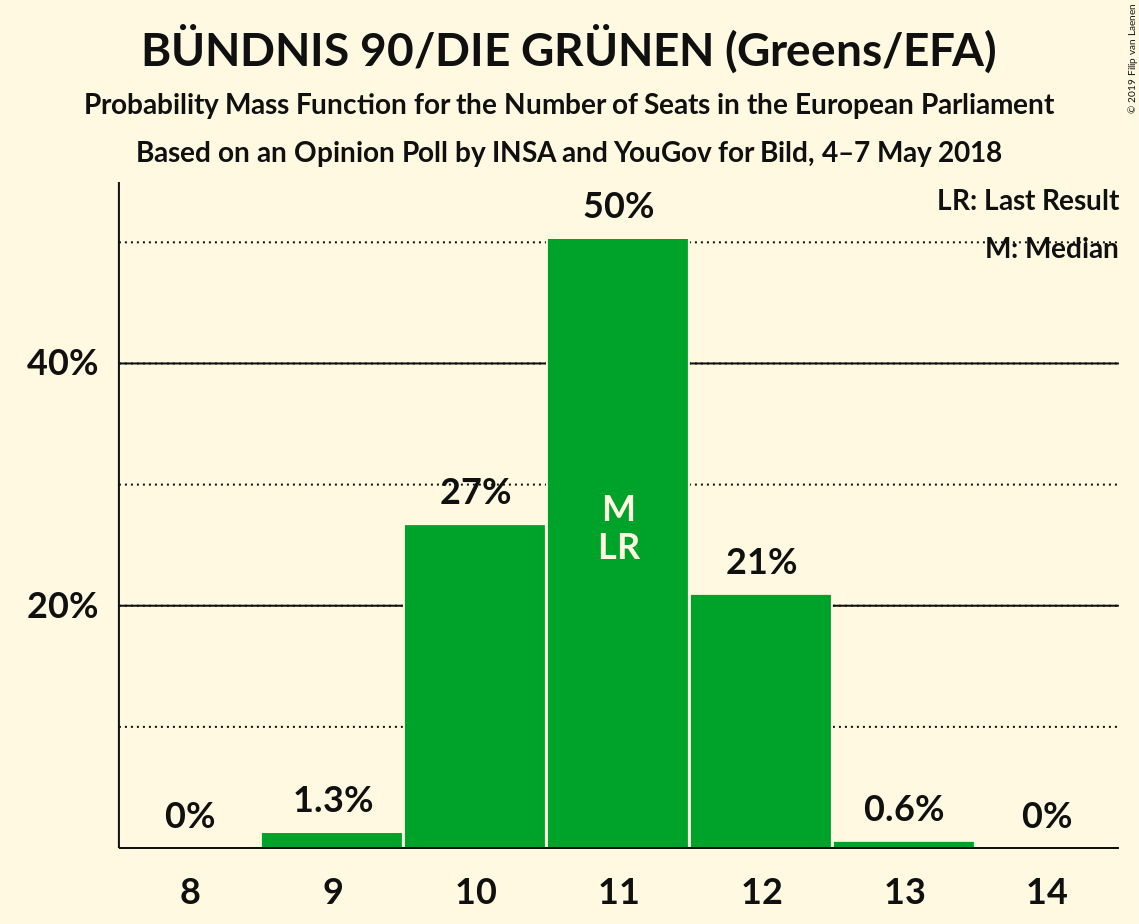 BÜNDNIS 90/DIE GRÜNEN (Greens/EFA)
Probability Mass Function for the Number of Seats in the European Parliament
Based on an Opinion Poll by INSA and YouGov for Bild, 4–7 May 2018
© 2019 Filip van Laenen
LR: Last Result
M: Median
50%
40%
27%
M
LR
21%
20%
0%
1.3%
0.6%
0%
8 9 10 11 12 13 14